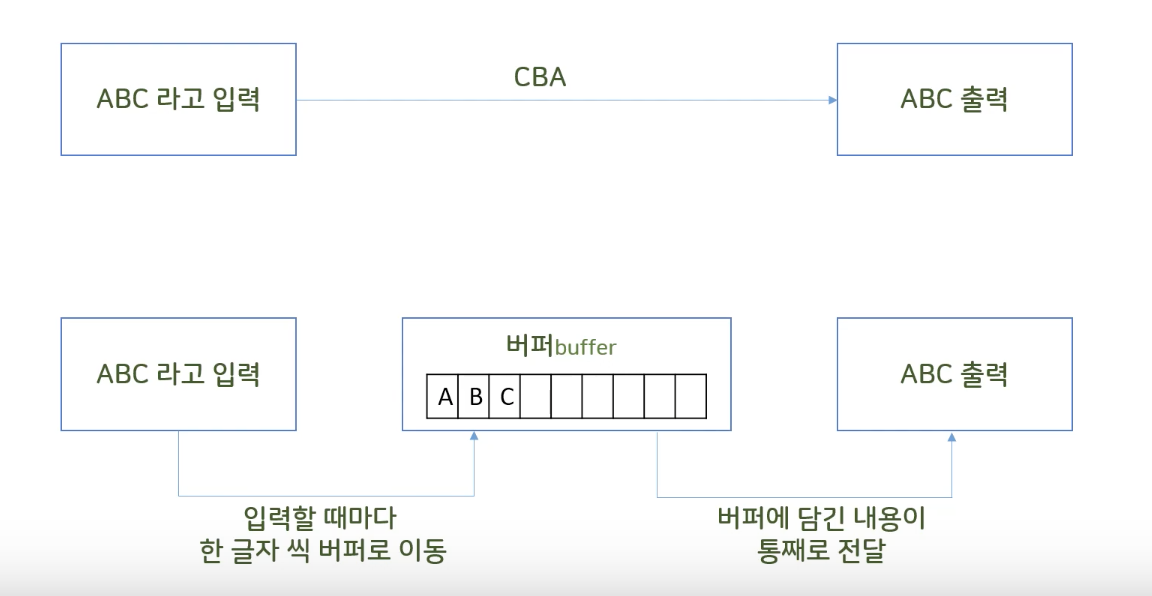 ABC 라고 입력
CBA
ABC 출력
ABC 라고 입력
버퍼buffer
A B C
ABC 출력
입력할 때마다
한 글자 씩 버퍼로 이동
버퍼에 담긴 내용이
통째로 전달